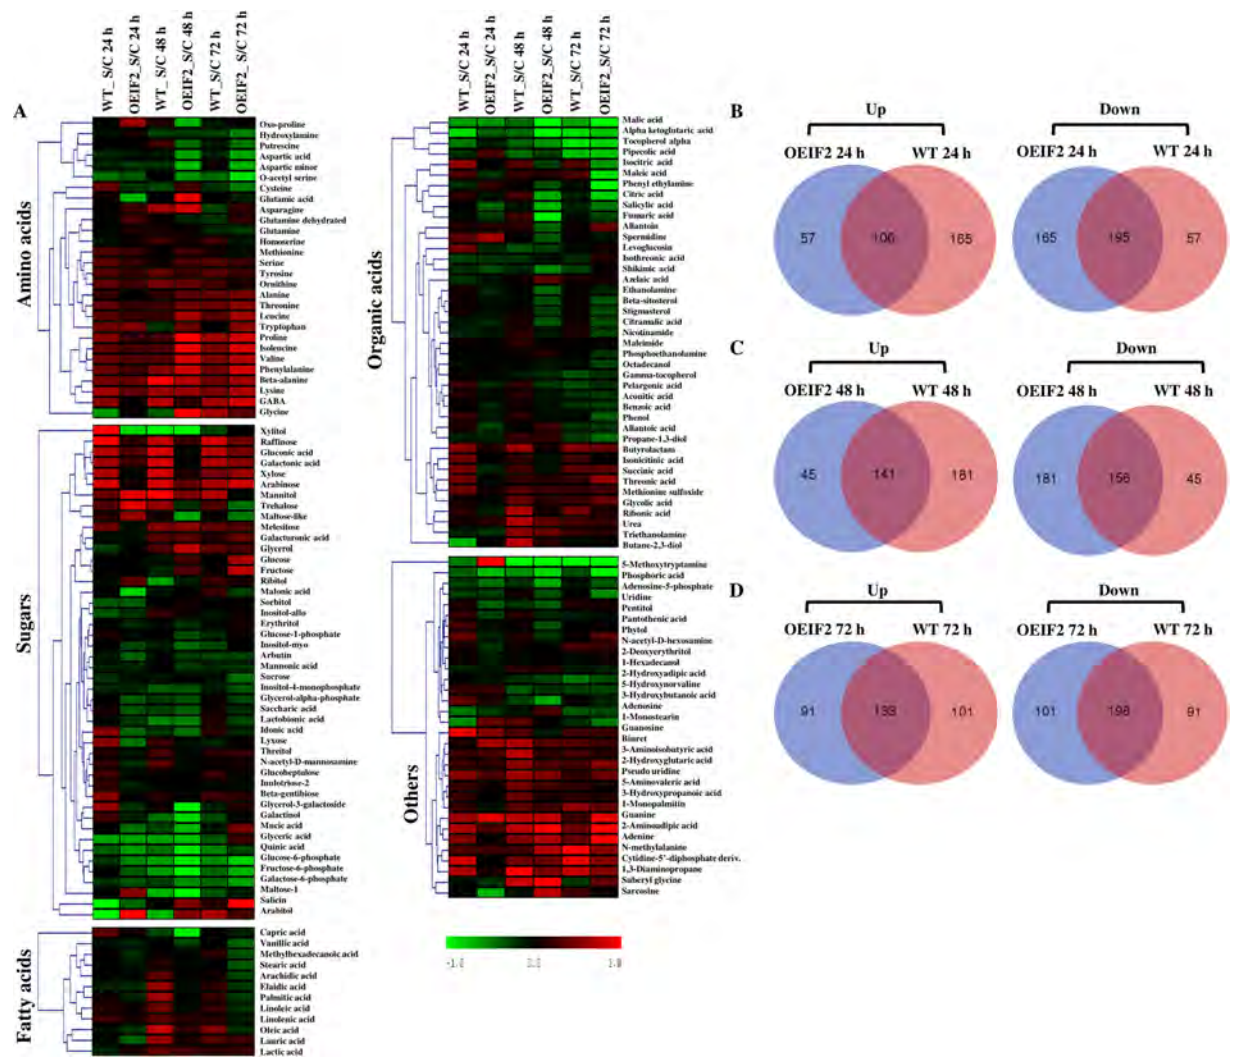 A
WT_S/C 24 h
OEIF2_S/C 24 h
WT_ S/C 48 h
OEIF2_S/C 48 h
WT_S/C 72 h
OEIF2_S/C 72 h
Amino acids
Oxo-proline
Hydroxylamine
Putrescine
Aspartic acid
Aspartic minor
O-acetyl serine
Cysteine
Glutamic acid
Asparagine
Glutamine dehydrated
Glutamine
Homoserine
Methionine
Serine
Tyrosine
Ornithine
Alanine
Threonine
Leucine
Tryptophan
Proline
Isoleucine
Valine
Phenylalanine
Beta-alanine
Lysine
GABA
Glycine
Sugars
Xylitol
Raffinose
Gluconic acid
Galactonic acid
Xylose
Arabinose
Mannitol
Trehalose
Maltose-like
Melesitose
Galacturonic acid
Glycerol
Glucose
Fructose
Ribitol
Malonic acid
Sorbitol
Inositol-allo
Erythritol
Glucose-1-phosphate
Inositol-myo
Arbutin
Mannonic acid
Sucrose
Inositol-4-monophosphate
Glycerol-alpha-phosphate
Saccharic acid
Lactobionic acid
Idonic acid
Lyxose
Threitol
N-acetyl-D-mannosamine
Glucoheptulose
Inulotriose-2
Beta-gentibiose
Glycerol-3-galactoside
Galactinol
Mucic acid
Glyceric acid
Quinic acid
Glucose-6-phosphate
Fructose-6-phosphate
Galactose-6-phosphate
Maltose-1
Salicin
Arabitol
Fatty acids
Capric acid
Vanillic acid
Methylhexadecanoic acid
Stearic acid
Arachidic acid
Elaidic acid
Palmitic acid
Linoleic acid
Linolenic acid
Oleic acid
Lauric acid
Lactic acid
WT_S/C 24 h
OEIF2_S/C 24 h
WT_S/C 48 h
OEIF2_S/C 48 h
WT_S/C 72 h
OEIF2_S/C 72 h
Organic acids
Malic acid
Alpha ketoglutaric acid
Tocopherol alpha
Pipecolic acid
Isocitric acid
Maleic acid
Phenyl ethylamine
Citric acid
Salicylic acid
Fumaric acid
Allantoin
Spermidine
Levoglucosin
Isothreonic acid
Shikimic acid
Azelaic acid
Ethanolamine
Beta-sitosterol
Stigmasterol
Citramalic acid
Nicotinamide
Maleimide
Phosphoethanolamine
Octadecanol
Gamma-tocopherol
Pelargonic acid
Aconitic acid
Benzoic acid
Phenol
Allantoic acid
Propane-1,3-diol
Butyrolactam
Isonicitinic acid
Succinic acid
Threonic acid
Methionine sulfoxide
Glycolic acid
Ribonic acid
Urea
Triethanolamine
Butane-2,3-diol
Others
5-Methoxytryptamine
Phosphoric acid
Adenosine-5-phosphate
Uridine
Pentitol
Pantothenic acid
Phytol
N-acetyl-D-hexosamine
2-Deoxyerythritol
1-Hexadecanol
2-Hydroxyadipic acid
5-Hydroxynorvaline
3-Hydroxybutanoic acid
Adenosine
1-Monostearin
Guanosine
Biuret
3-Aminoisobutyric acid
2-Hydroxyglutaric acid
Pseudo uridine
5-Aminovaleric acid
3-Hydroxypropanoic acid
1-Monopalmitin
Guanine
2-Aminoadipic acid
Adenine
N-methylalanine
Cytidine-5'-diphosphate deriv.
1,3-Diaminopropane
Suberyl glycine
Sarcosine
-1.0
1.0
B
Up
Down
OEIF2 24 h
WT 24 h
OEIF2 24 h
WT 24 h
57
106
165
165
195
57
C
Up
Down
OEIF2 48 h
WT 48 h
OEIF2 48 h
WT 48 h
45
141
181
181
156
45
D
Up
Down
OEIF2 72 h
WT 72 h
OEIF2 72 h
WT 72 h
91
133
101
101
198
91